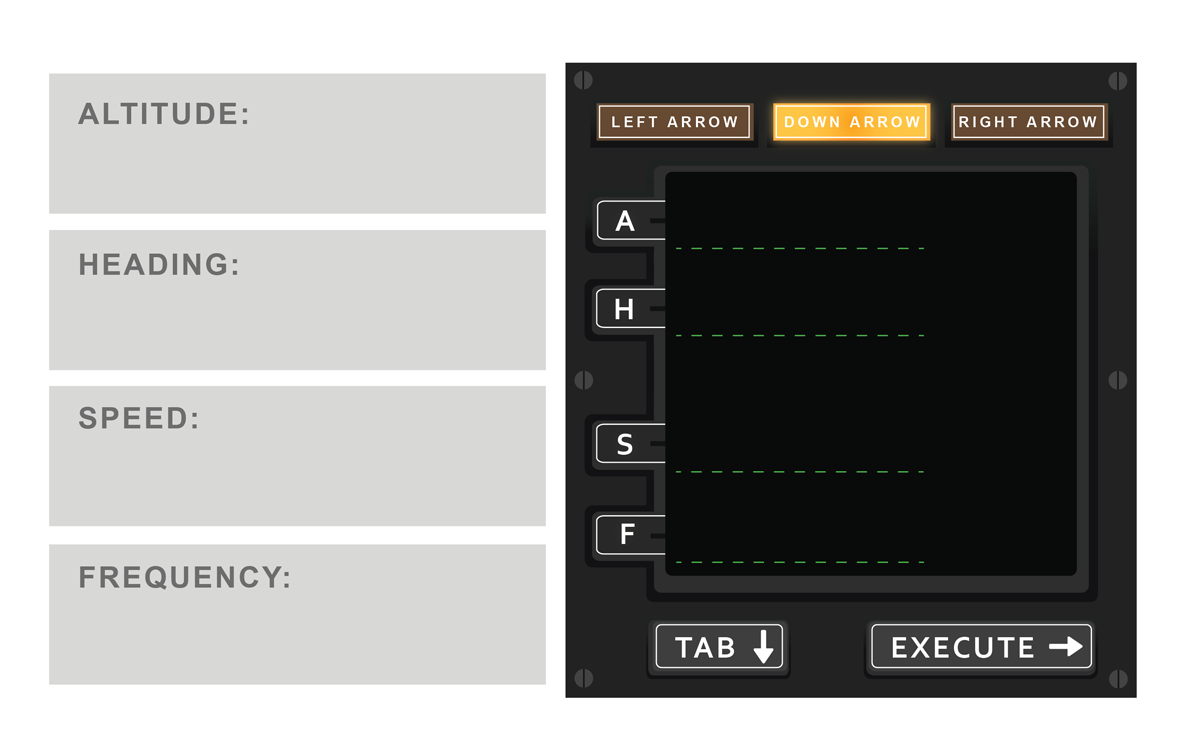 ALTITUDE:
HEADING:
SPEED:
FREQUENCY:
LEFT ARROW
DOWN ARROW
RIGHT ARROW
A
H
S
F
TAB
EXECUTE